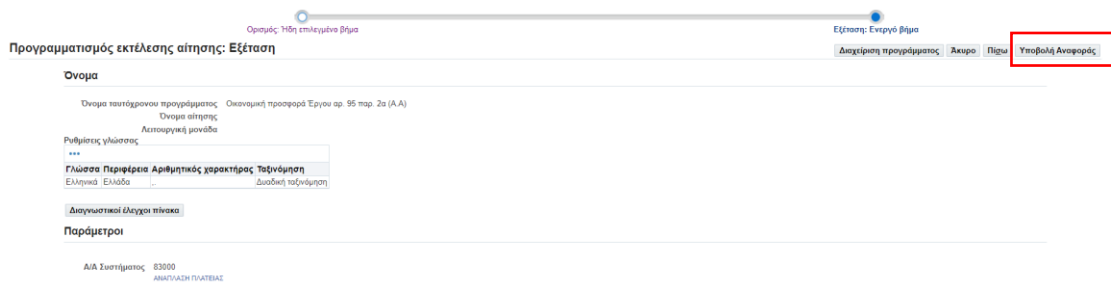 Ορισμός: Ήδη επιλεγμένο βήμα Εξέταση: Ενεργό βήμα
Προγραμματισμός εκτέλεσης αίτησης: Εξέταση Διαχείριση προγράμματος Άκυρο Πίσω Υποβολή Αναφοράς
Όνομα
Όνομα ταυτόχρονου προγράμματος Οικονομική προσφορά Έργου αρ. 95 παρ. 2α (Α.Α)
Όνομα αίτησης
Λειτουργική μονάδα
Ρυθμίσεις γλώσσας
Γλώσσα Περιφέρεια Αριθμητικός χαρακτήρας Ταξινόμηση
Ελληνικά Ελλάδα ,. Δυαδική ταξινόμηση
Διαγνωστικοί έλεγχοι πίνακα
Παράμετροι
Α/Α Συστήματος 83000
ΑΝΑΠΛΑΣΗ ΠΛΑΤΕΙΑΣ